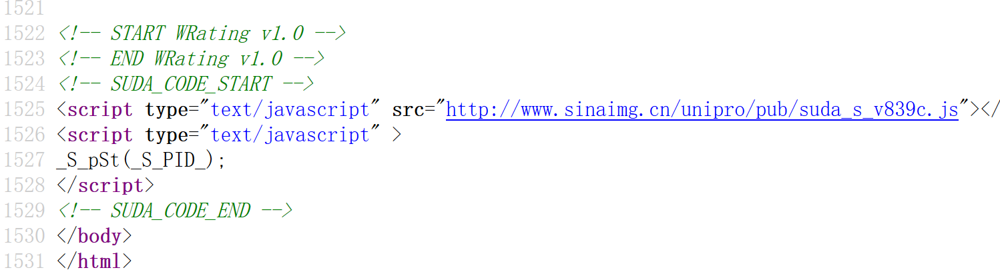 1521
1522 <!-- START WRating v1.0 -->
1523 <!-- END WRating v1.0 -->
1524 <!-- SUDA_CODE_START -->
1525 <script type="text/javascript" src="http://www.sinaimg.cn/unipro/pub/suda_s_v839c.js"></
1526 <script type="text/javascript" >
1527 _S_pSt(_S_PID_);
1528 </script>
1529 <!-- SUDA_CODE_END -->
1530 </body>
1531 </html>